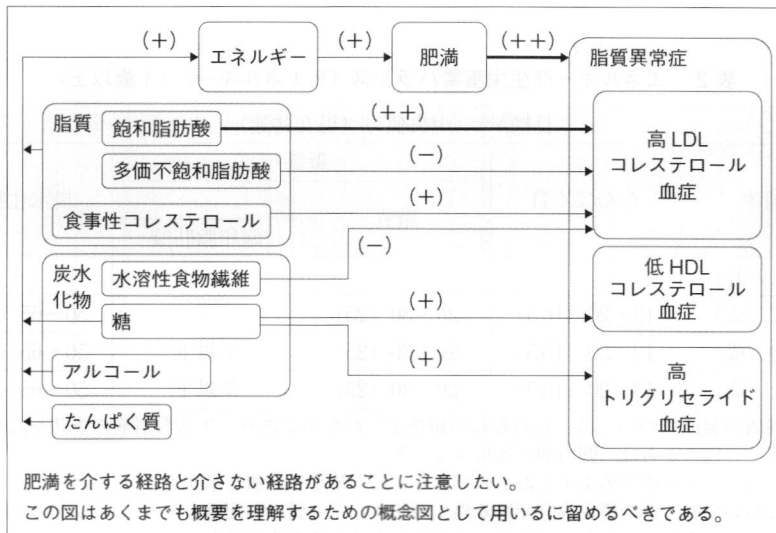 (+)
エネルギー
(+)
肥満
(++)
脂質異常症
脂質
飽和脂肪酸
(++)
多価不飽和脂肪酸
(−)
食事性コレステロール
(+)
高LDL
コレステロール
血症
炭水
化物
水溶性食物繊維
(−)
糖
(+)
低HDL
コレステロール
血症
(+)
アルコール
高
トリグリセライド
血症
たんぱく質
肥満を介する経路と介さない経路があることに注意したい。
この図はあくまでも概要を理解するための概念図として用いるに留めるべきである。